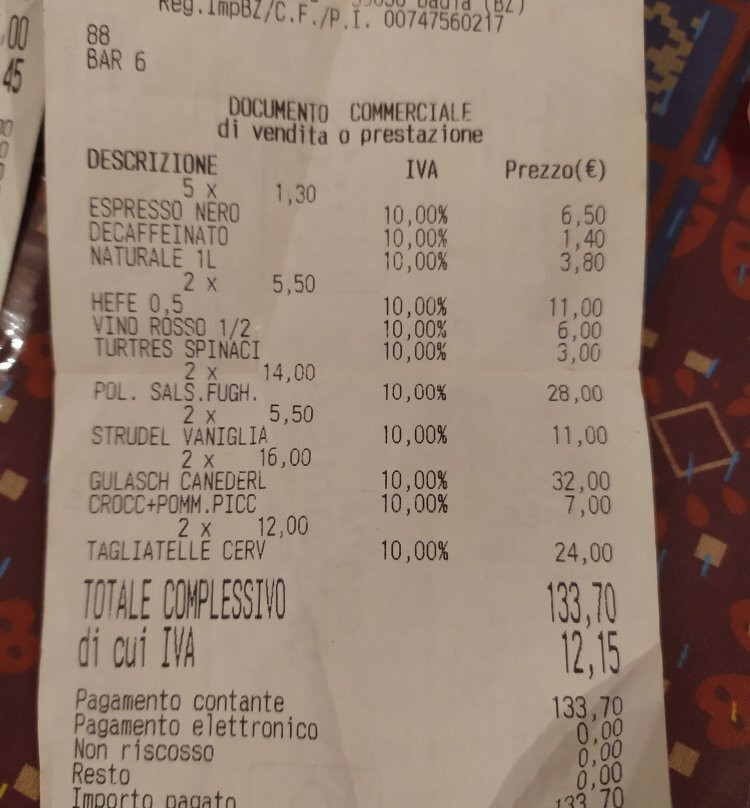 Reg.ImpBZ/C.F./P.I. 00747560217
88
BAR 6
DOCUMENTO COMMERCIALE
di vendita o prestazione
DESCRIZIONE IVA Prezzo(€)
5 x 1,30
ESPRESSO NERO 10,00% 6,50
DECAFFEINATO 10,00% 1,40
NATURALE 1L 10,00% 3,80
2 x 5,50
HEFE 0,5 10,00% 11,00
VINO ROSSO 1/2 10,00% 6,00
TURTRES SPINACI 10,00% 3,00
2 x 14,00
POL. SALS.FUGH. 10,00% 28,00
2 x 5,50
STRUDEL VANIGLIA 10,00% 11,00
2 x 16,00
GULASCH CANEDERL 10,00% 32,00
CROCC+POMM.PICC 10,00% 7,00
2 x 12,00
TAGLIATELLE CERV 10,00% 24,00
TOTALE COMPLESSIVO 133,70
di cui IVA 12,15
Pagamento contante 133,70
Pagamento elettronico 0,00
Non riscosso 0,00
Resto 0,00
Importo pagato 133,70